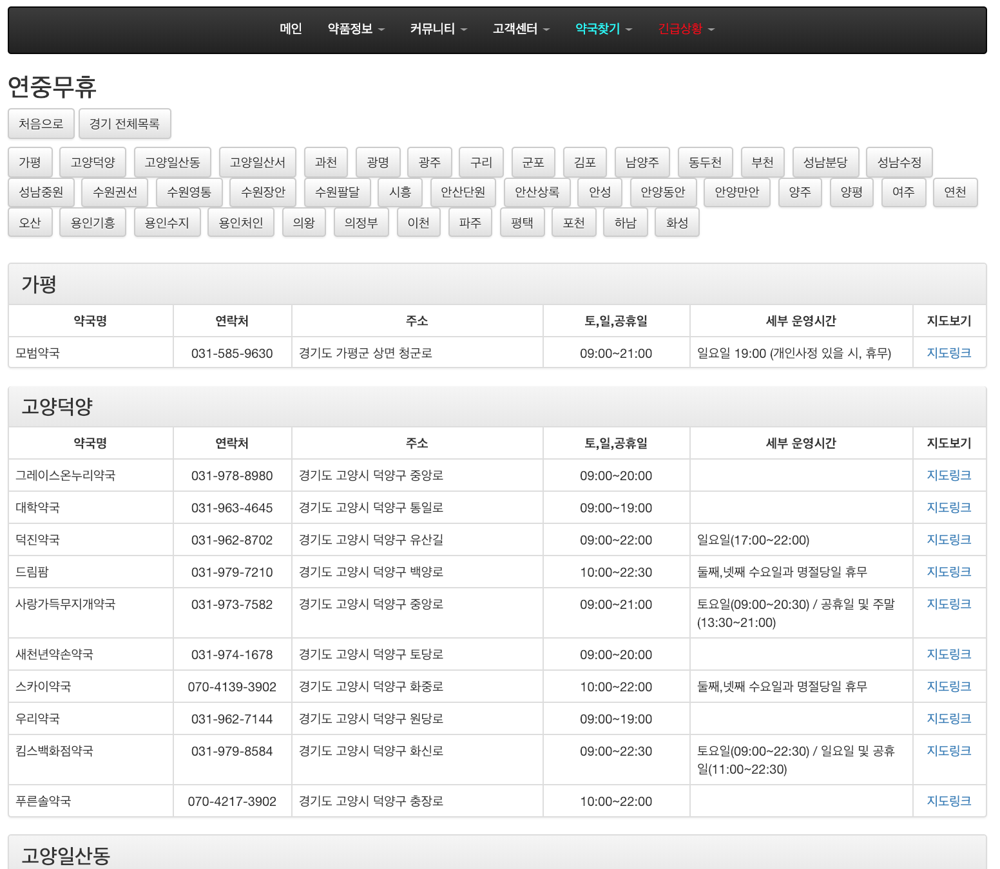 메인 약품정보 커뮤니티 고객센터 약국찾기 긴급상황
연중무휴
처음으로 경기 전체목록
가평 고양덕양 고양일산동 고양일산서 과천 광명 광주 구리 군포 김포 남양주 동두천 부천 성남분당 성남수정
성남중원 수원권선 수원영통 수원장안 수원팔달 시흥 안산단원 안산상록 안성 안양동안 안양만안 양주 양평 여주 연천
오산 용인기흥 용인수지 용인처인 의왕 의정부 이천 파주 평택 포천 하남 화성
가평
약국명 연락처 주소 토,일,공휴일 세부 운영시간 지도보기
모범약국 031-585-9630 경기도 가평군 상면 청군로 09:00~21:00 일요일 19:00 (개인사정 있을 시, 휴무) 지도링크
고양덕양
약국명 연락처 주소 토,일,공휴일 세부 운영시간 지도보기
그레이스온누리약국 031-978-8980 경기도 고양시 덕양구 중앙로 09:00~20:00 지도링크
대학약국 031-963-4645 경기도 고양시 덕양구 통일로 09:00~19:00 지도링크
덕진약국 031-962-8702 경기도 고양시 덕양구 유산길 09:00~22:00 일요일(17:00~22:00) 지도링크
드림팜 031-979-7210 경기도 고양시 덕양구 백양로 10:00~22:30 둘째,넷째 수요일과 명절당일 휴무 지도링크
사랑가득무지개약국 031-973-7582 경기도 고양시 덕양구 중앙로 09:00~21:00 토요일(09:00~20:30) / 공휴일 및 주말 지도링크
(13:30~21:00)
새천년약손약국 031-974-1678 경기도 고양시 덕양구 토당로 09:00~20:00 지도링크
스카이약국 070-4139-3902 경기도 고양시 덕양구 화중로 10:00~22:00 둘째,넷째 수요일과 명절당일 휴무 지도링크
우리약국 031-962-7144 경기도 고양시 덕양구 원당로 09:00~19:00 지도링크
킴스백화점약국 031-979-8584 경기도 고양시 덕양구 화신로 09:00~22:30 토요일(09:00~22:30) / 일요일 및 공휴 지도링크
일(11:00~22:30)
푸른솔약국 070-4217-3902 경기도 고양시 덕양구 충장로 10:00~22:00 지도링크
고양일산동